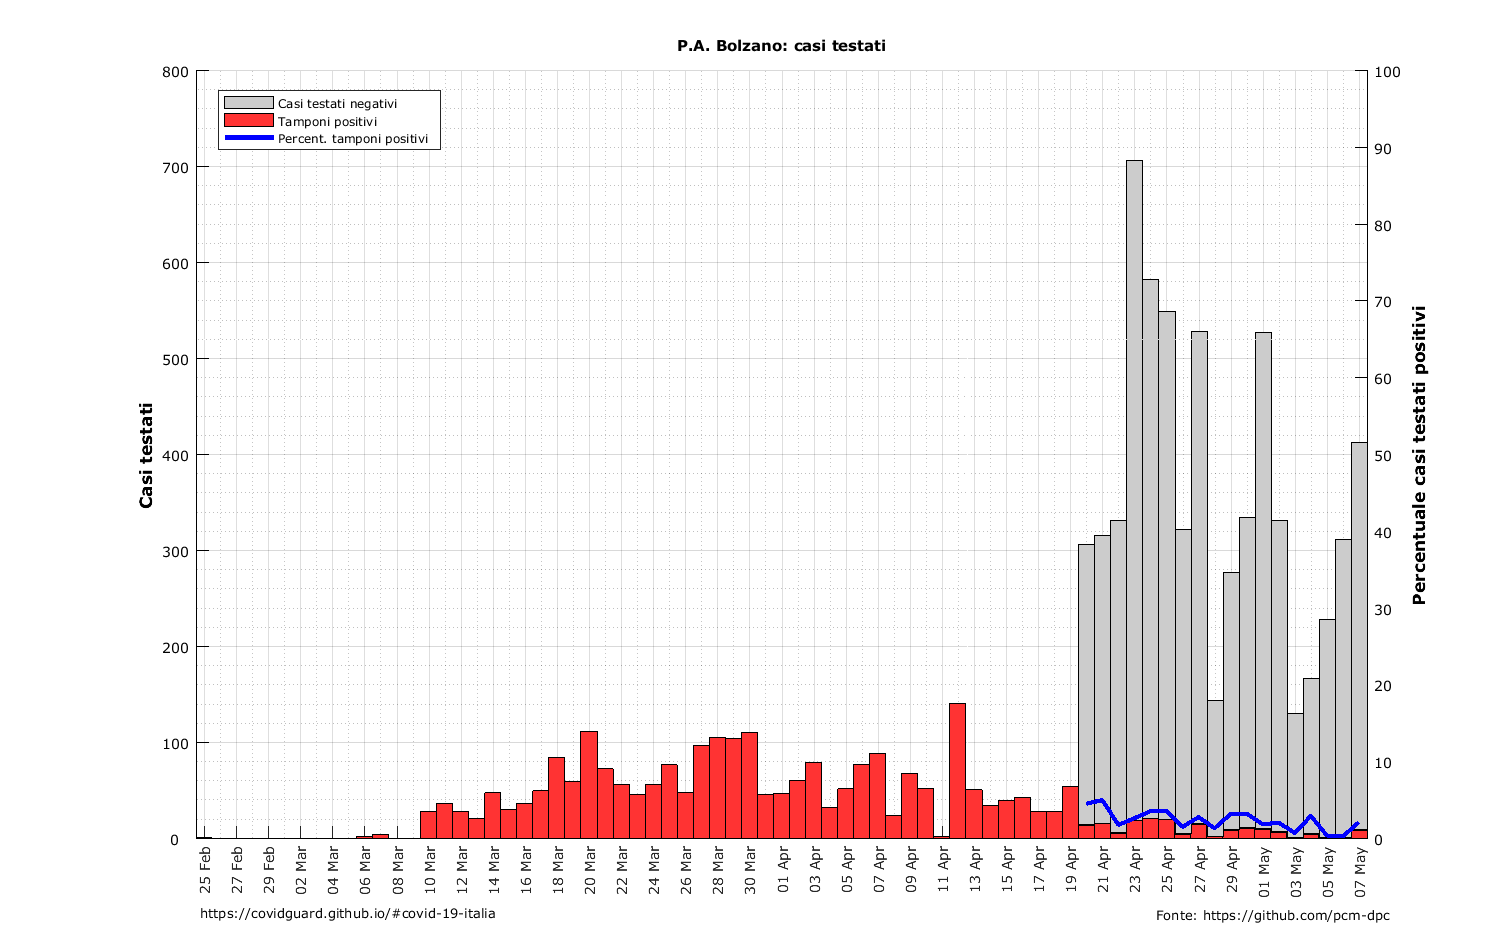 P.A. Bolzano: casi testati
Casi testati negativi
Tamponi positivi
Percent. tamponi positivi
Casi testati
800
700
600
500
400
300
200
100
0
100
90
80
70
60
50
40
30
20
10
0
Percentuale casi testati positivi
25 Feb
27 Feb
29 Feb
02 Mar
04 Mar
06 Mar
08 Mar
10 Mar
12 Mar
14 Mar
16 Mar
18 Mar
20 Mar
22 Mar
24 Mar
26 Mar
28 Mar
30 Mar
01 Apr
03 Apr
05 Apr
07 Apr
09 Apr
11 Apr
13 Apr
15 Apr
17 Apr
19 Apr
21 Apr
23 Apr
25 Apr
27 Apr
29 Apr
01 May
03 May
05 May
07 May
https://covidguard.github.io/#covid-19-italia
Fonte: https://github.com/pcm-dpc